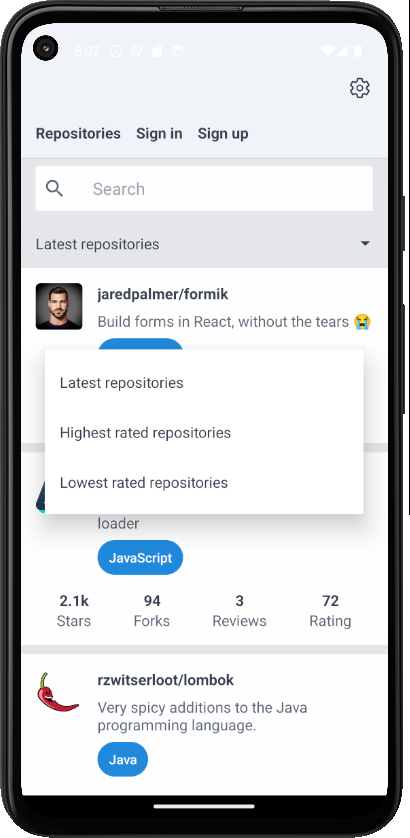 5:07
Repositories Sign in Sign up
Search
Latest repositories
jaredpalmer/formik
Build forms in React, without the tears 😭
Latest repositories
Highest rated repositories
Lowest rated repositories
loader
JavaScript
2.1k 94 3 72
Stars Forks Reviews Rating
rzwitserloot/lombok
Very spicy additions to the Java
programming language.
Java